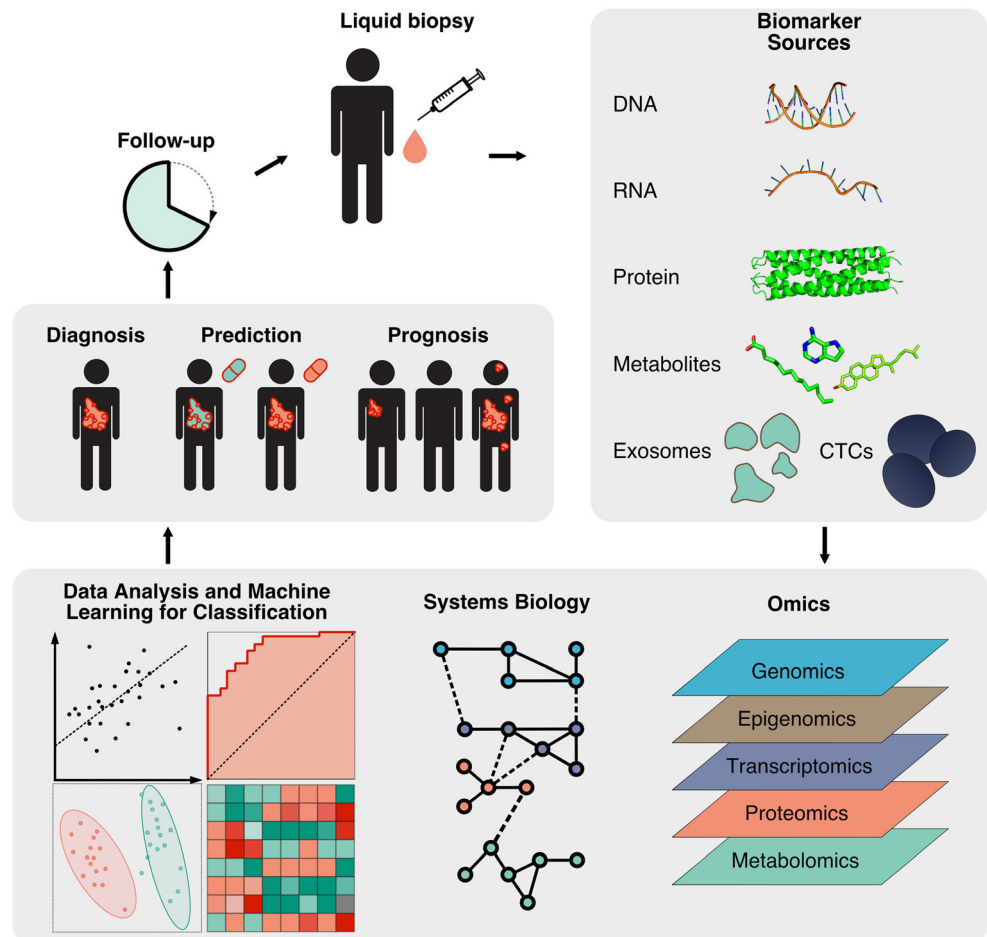 Liquid biopsy
Biomarker
Sources
DNA
RNA
Protein
Metabolites
Exosomes
CTCs
Follow-up
Diagnosis
Prediction
Prognosis
Data Analysis and Machine
Learning for Classification
Systems Biology
Omics
Genomics
Epigenomics
Transcriptomics
Proteomics
Metabolomics